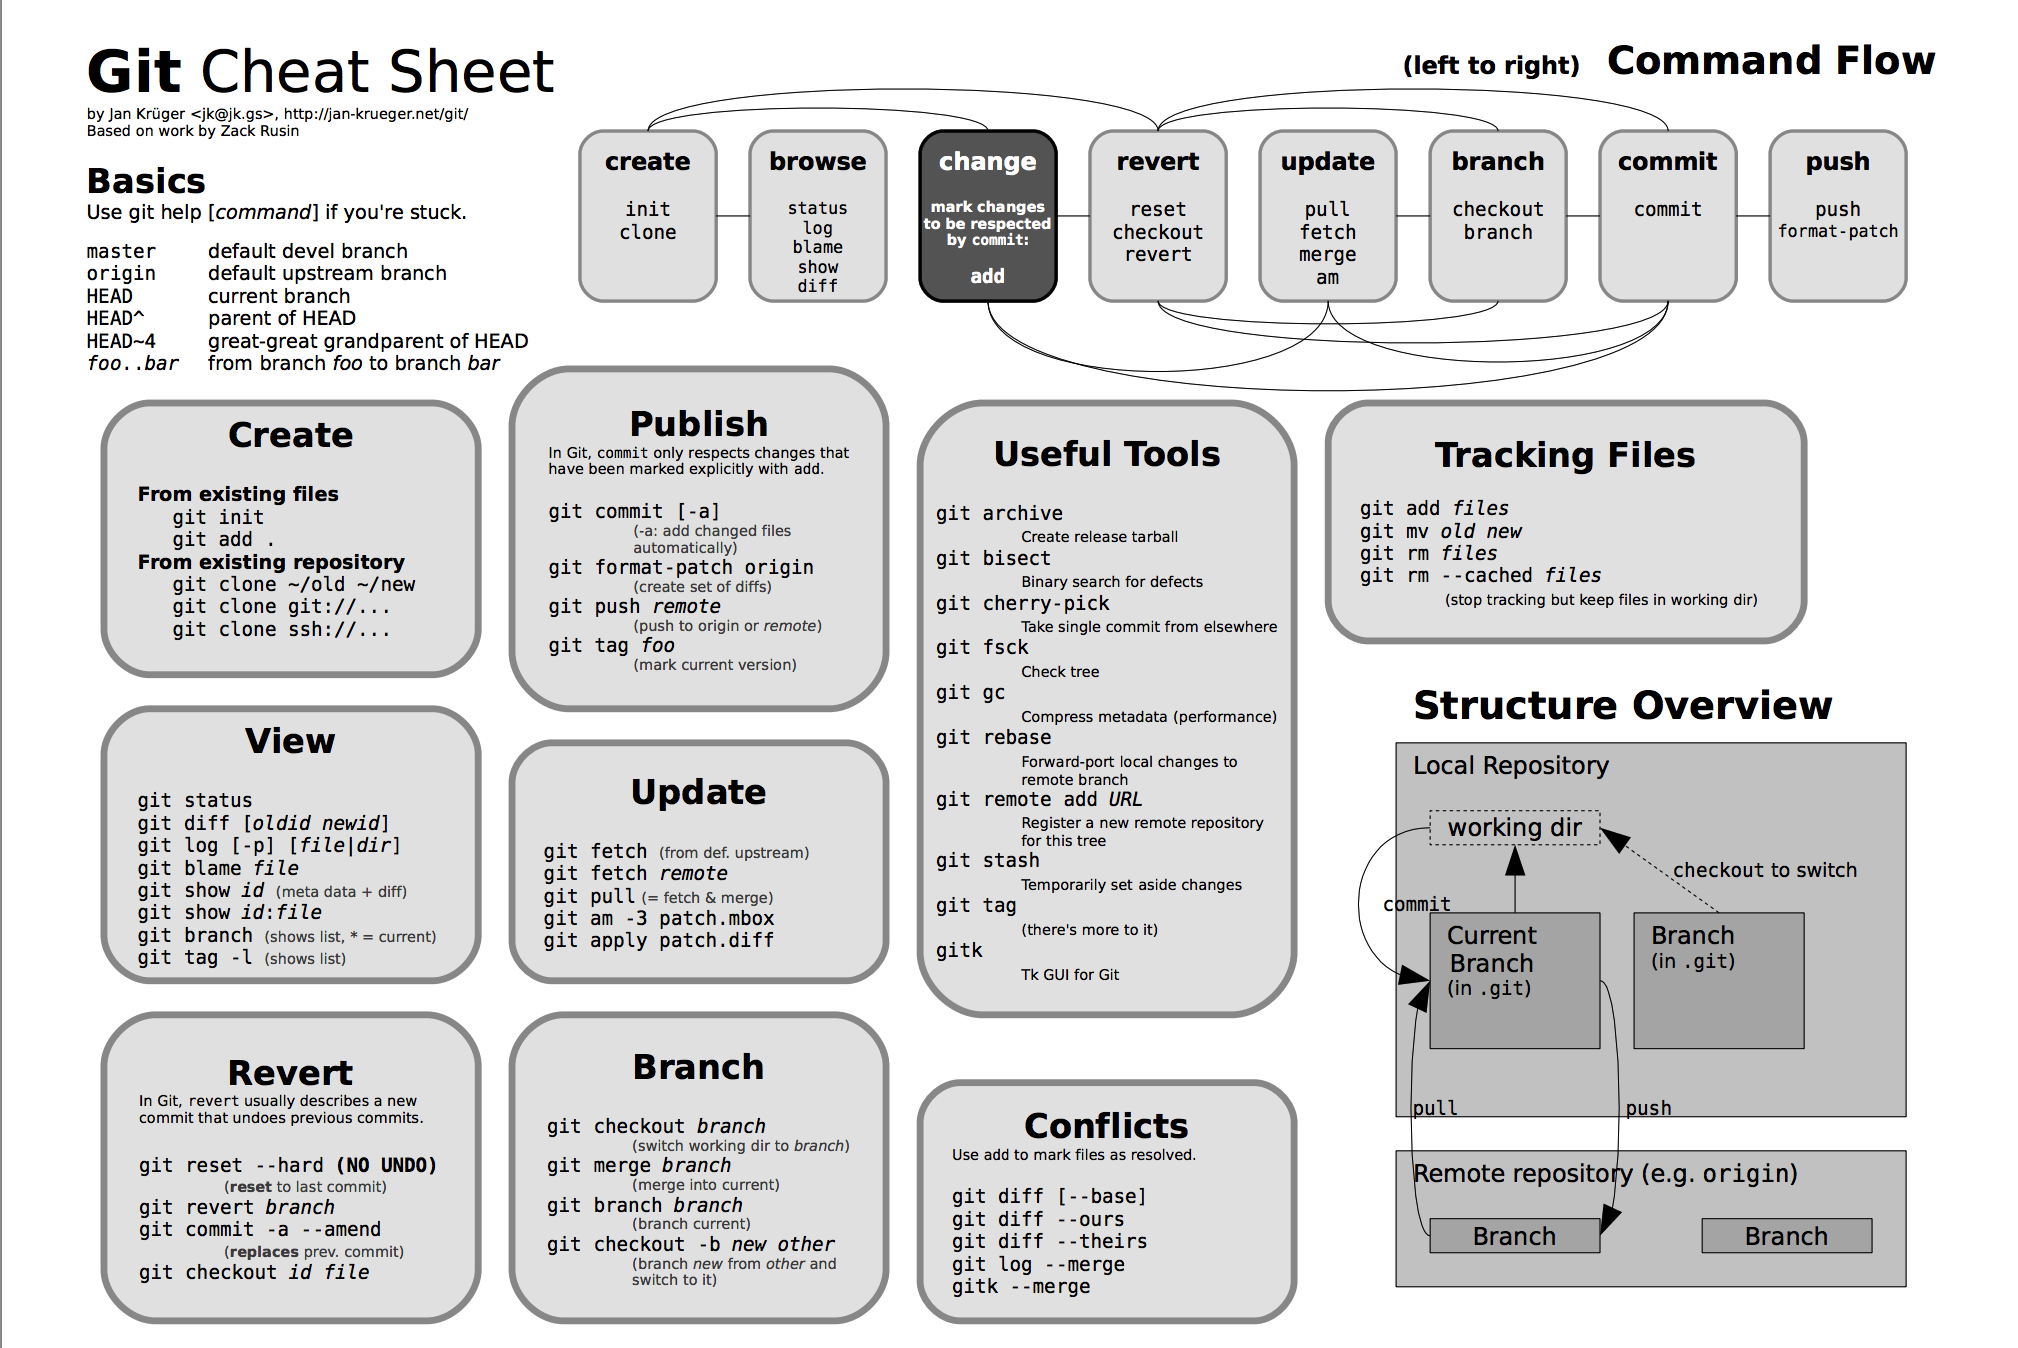 Git Cheat Sheet
by Jan Krüger <jk@jk.gs>, http://jan-krueger.net/git/
Based on work by Zack Rusin
Basics
Use git help [command] if you're stuck.
master default devel branch
origin default upstream branch
HEAD current branch
HEAD^ parent of HEAD
HEAD~4 great-great grandparent of HEAD
foo..bar from branch foo to branch bar
(left to right) Command Flow
create
init
clone
browse
status
log
blame
show
diff
change
mark changes
to be respected
by commit:
add
revert
reset
checkout
revert
update
pull
fetch
merge
am
branch
checkout
branch
commit
commit
push
push
format-patch
Create
From existing files
git init
git add .
From existing repository
git clone ~/old ~/new
git clone git://...
git clone ssh://...
View
git status
git diff [oldid newid]
git log [-p] [file|dir]
git blame file
git show id (meta data + diff)
git show id:file
git branch (shows list, * = current)
git tag -l (shows list)
Revert
In Git, revert usually describes a new
commit that undoes previous commits.
git reset --hard (NO UNDO)
(reset to last commit)
git revert branch
git commit -a --amend
(replaces prev. commit)
git checkout id file
Publish
In Git, commit only respects changes that
have been marked explicitly with add.
git commit [-a]
(-a: add changed files
automatically)
git format-patch origin
(create set of diffs)
git push remote
(push to origin or remote)
git tag foo
(mark current version)
Update
git fetch (from def. upstream)
git fetch remote
git pull (= fetch & merge)
git am -3 patch.mbox
git apply patch.diff
Branch
git checkout branch
(switch working dir to branch)
git merge branch
(merge into current)
git branch branch
(branch current)
git checkout -b new other
(branch new from other and
switch to it)
Useful Tools
git archive
Create release tarball
git bisect
Binary search for defects
git cherry-pick
Take single commit from elsewhere
git fsck
Check tree
git gc
Compress metadata (performance)
git rebase
Forward-port local changes to
remote branch
git remote add URL
Register a new remote repository
for this tree
git stash
Temporarily set aside changes
git tag
(there's more to it)
gitk
Tk GUI for Git
Conflicts
Use add to mark files as resolved.
git diff [--base]
git diff --ours
git diff --theirs
git log --merge
gitk --merge
Tracking Files
git add files
git mv old new
git rm files
git rm --cached files
(stop tracking but keep files in working dir)
Structure Overview
Local Repository
working dir
checkout to switch
commit
Current
Branch
(in .git)
Branch
(in .git)
pull
push
Remote repository (e.g. origin)
Branch
Branch